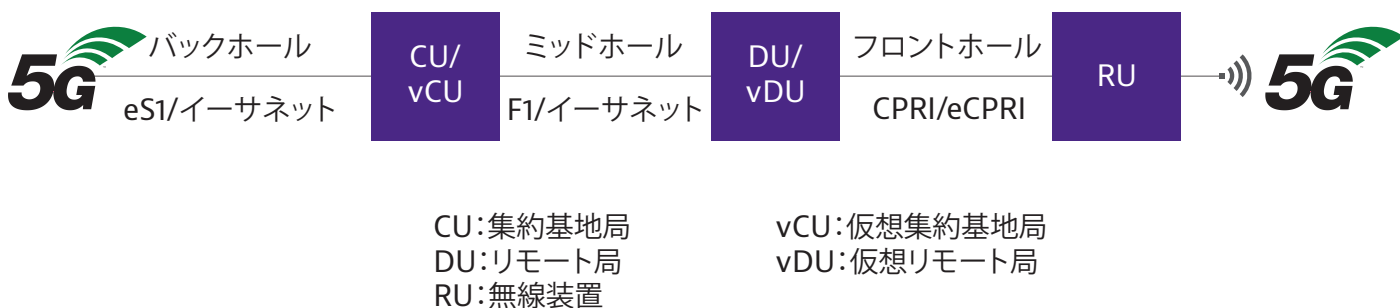 5G
バックホール
eS1/イーサネット
CU/
vCU
ミッドホール
F1/イーサネット
DU/
vDU
フロントホール
CPRI/eCPRI
RU
5G
CU：集約基地局
DU：リモート局
RU：無線装置
vCU：仮想集約基地局
vDU：仮想リモート局